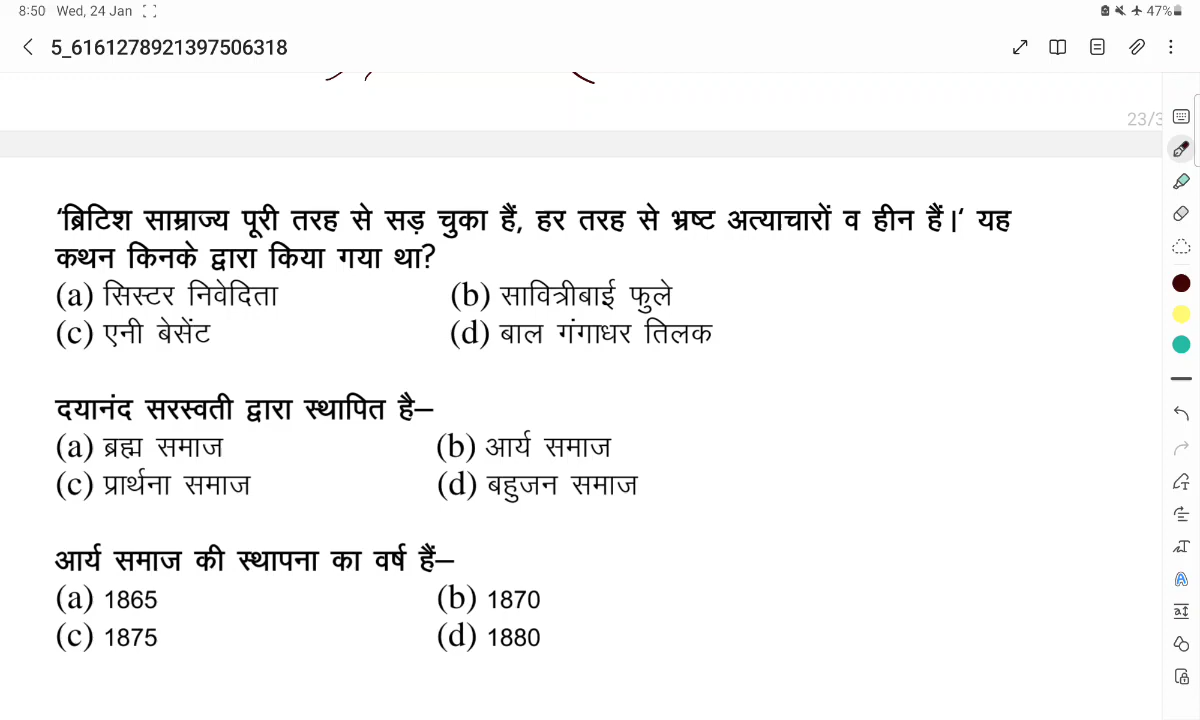 8:50 Wed, 24 Jan
47%
5_6161278921397506318
23/3
‘ब्रिटिश साम्राज्य पूरी तरह से सड़ चुका हैं, हर तरह से भ्रष्ट अत्याचारों व हीन हैं।‘ यह
कथन किनके द्वारा किया गया था?
(a) सिस्टर निवेदिता (b) सावित्रीबाई फुले
(c) एनी बेसेंट (d) बाल गंगाधर तिलक
दयानंद सरस्वती द्वारा स्थापित है–
(a) ब्रह्म समाज (b) आर्य समाज
(c) प्रार्थना समाज (d) बहुजन समाज
आर्य समाज की स्थापना का वर्ष हैं–
(a) 1865 (b) 1870
(c) 1875 (d) 1880